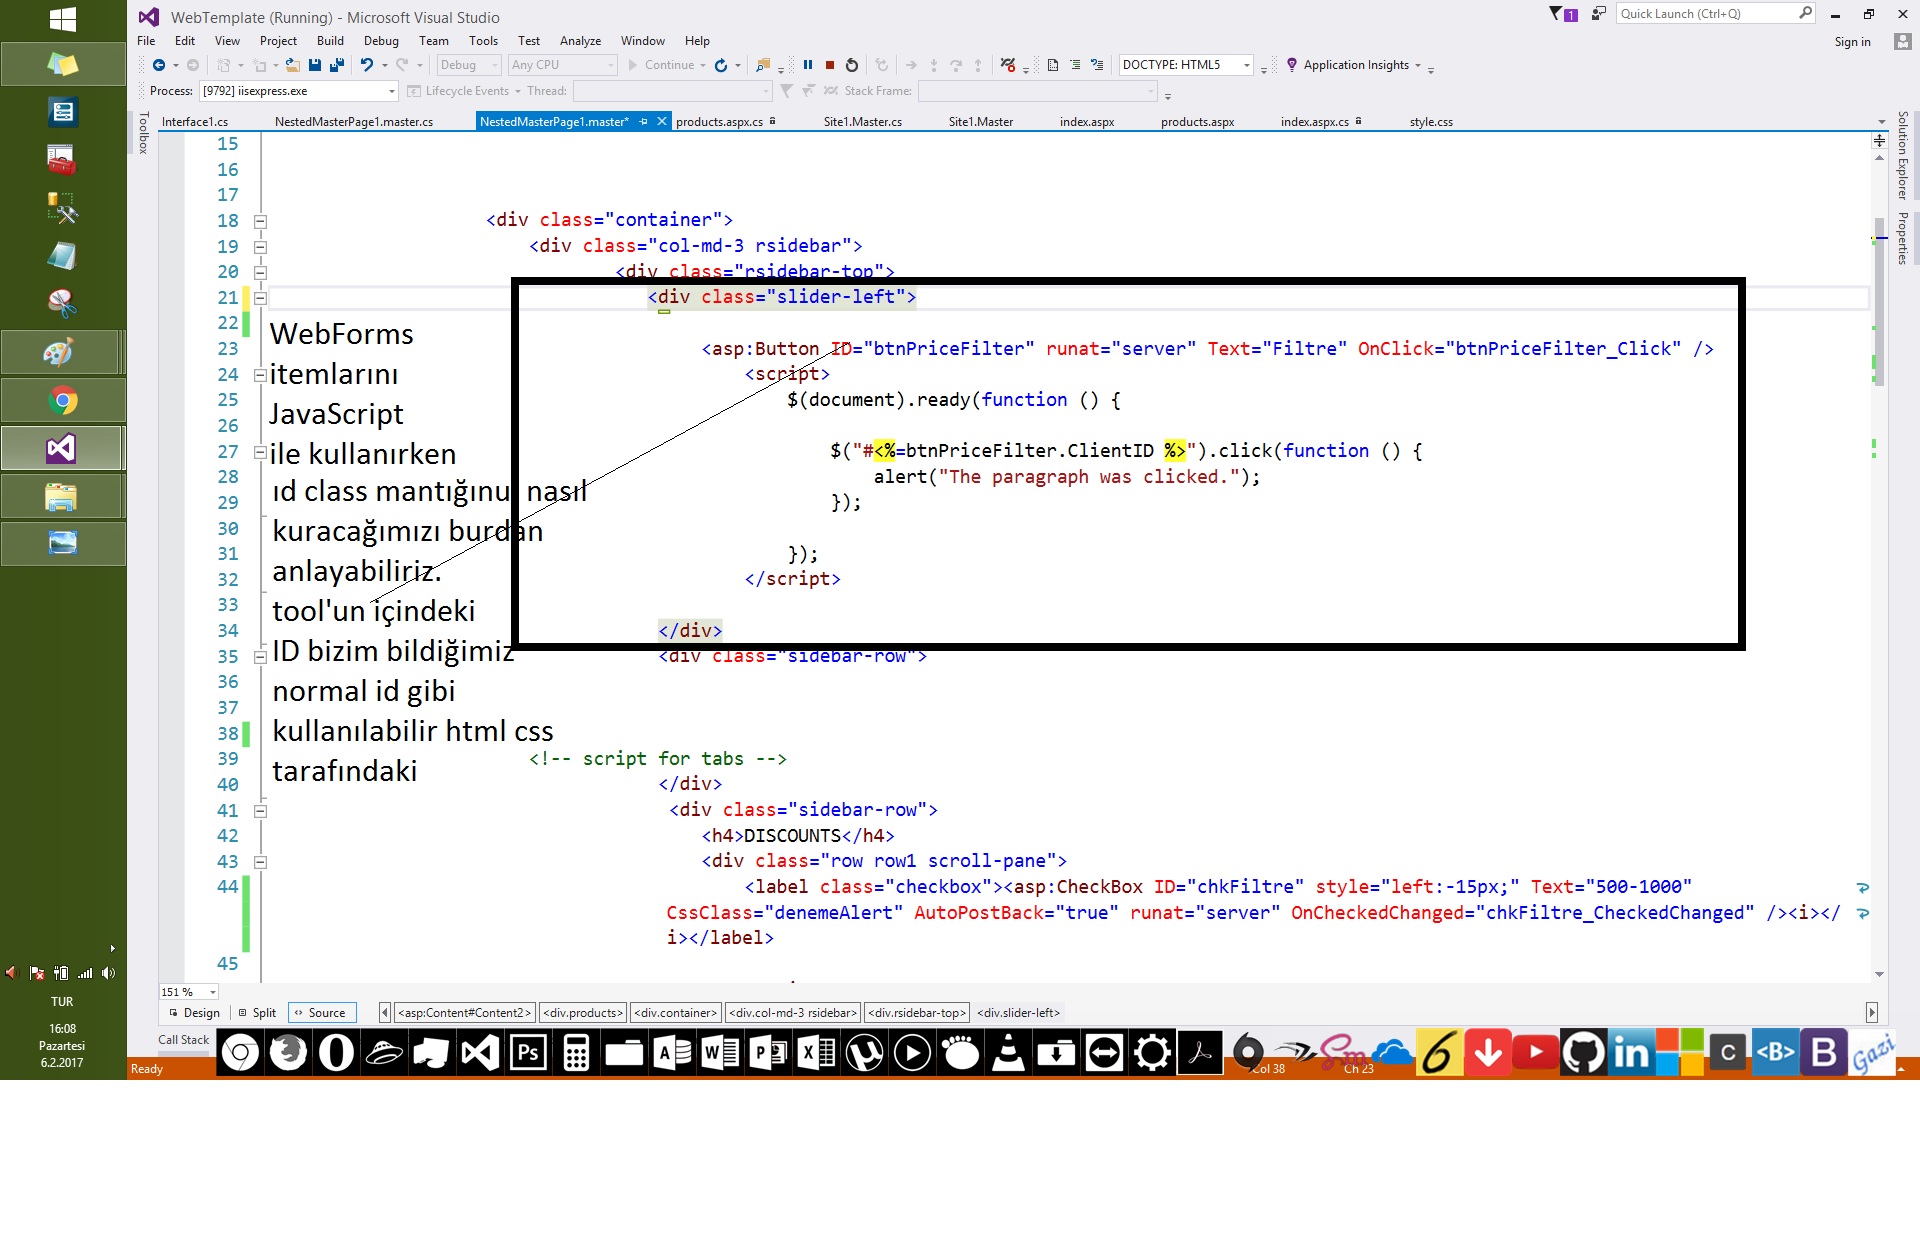 WebTemplate (Running) - Microsoft Visual Studio
1
Quick Launch (Ctrl+Q)
File Edit View Project Build Debug Team Tools Test Analyze Window Help
Sign in
Debug Any CPU Continue DOCTYPE: HTML5 Application Insights
Process: [9792] iisexpress.exe Lifecycle Events Thread: Stack Frame:
Toolbox
Interface1.cs NestedMasterPage1.master.cs NestedMasterPage1.master* products.aspx.cs Site1.Master.cs Site1.Master index.aspx products.aspx index.aspx.cs style.css
Solution Explorer
Properties
15
16
17
18 <div class="container">
19 <div class="col-md-3 rsidebar">
20 <div class="rsidebar-top">
21 <div class="slider-left">
22
23 <asp:Button ID="btnPriceFilter" runat="server" Text="Filtre" OnClick="btnPriceFilter_Click" />
24 <script>
25 $(document).ready(function () {
26
27 $("#<%=btnPriceFilter.ClientID %>").click(function () {
28 alert("The paragraph was clicked.");
29 });
30
31 });
32 </script>
33
34 </div>
35 <div class="sidebar-row">
36
37
38
39 <!-- script for tabs -->
40 </div>
41 <div class="sidebar-row">
42 <h4>DISCOUNTS</h4>
43 <div class="row row1 scroll-pane">
44 <label class="checkbox"><asp:CheckBox ID="chkFiltre" style="left:-15px;" Text="500-1000"
CssClass="denemeAlert" AutoPostBack="true" runat="server" OnCheckedChanged="chkFiltre_CheckedChanged" /><i></
i></label>
45
WebForms
itemlarını
JavaScript
ile kullanırken
ıd class mantığınu nasıl
kuracağımızı burdan
anlayabiliriz.
tool'un içindeki
ID bizim bildiğimiz
normal id gibi
kullanılabilir html css
tarafındaki
151 %
Design Split Source <asp:Content#Content2> <div.products> <div.container> <div.col-md-3 rsidebar> <div.rsidebar-top> <div.slider-left>
Call Stack
Ready Col 38 Ch 23
Ps
A W P X
6 in C <B> B Gazi
TUR
16:08
Pazartesi
6.2.2017